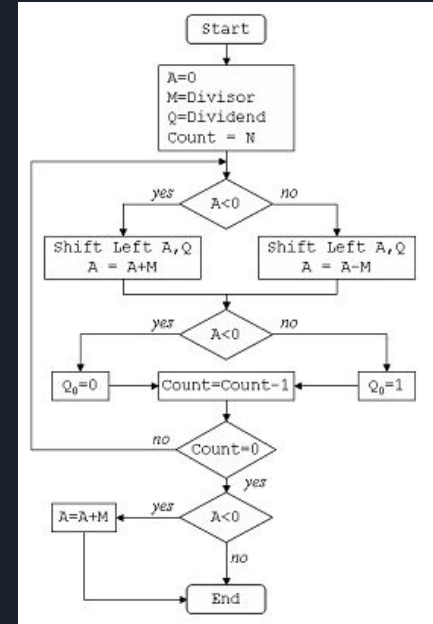 Start
A=0
M=Divisor
Q=Dividend
Count = N
yes
A<0
no
Shift Left A,Q
A = A+M
Shift Left A,Q
A = A-M
yes
A<0
no
Q₀=0
Count=Count-1
Q₀=1
no
Count=0
yes
A=A+M
yes
A<0
no
End